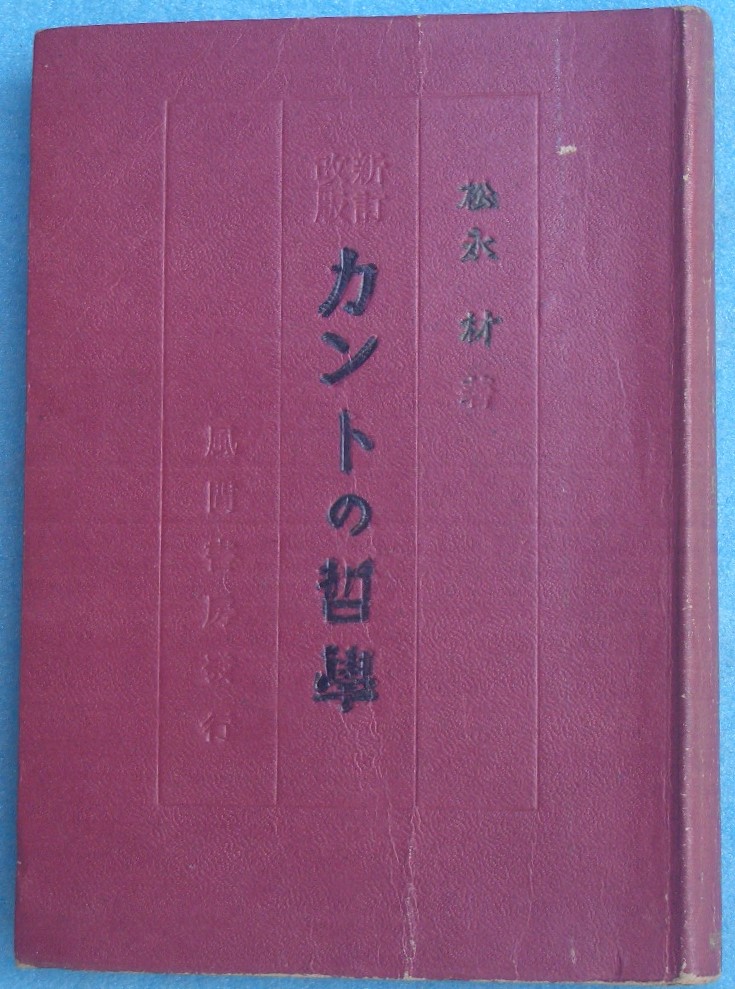 松永 材 著
新訂
改版
カントの哲學
風間書房發行